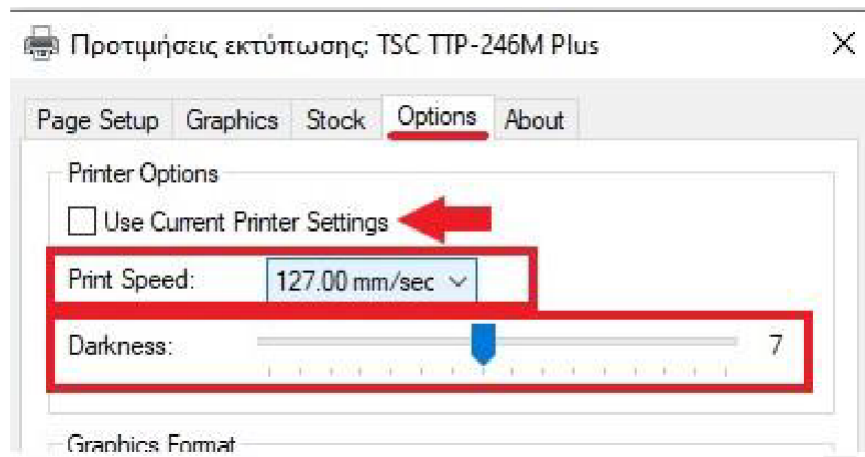 Προτιμήσεις εκτύπωσης: TSC TTP-246M Plus
Page Setup Graphics Stock Options About
Printer Options
Use Current Printer Settings
Print Speed: 127.00 mm/sec
Darkness: 7
Graphics Format